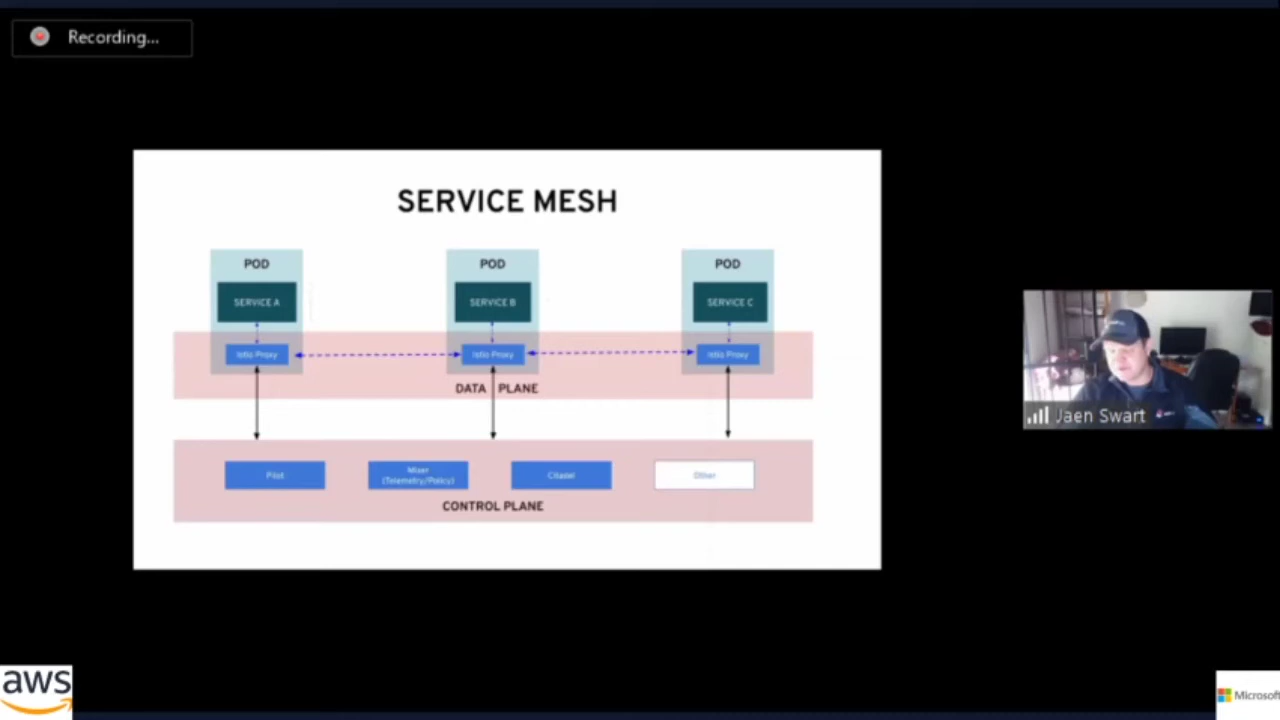 Recording...
SERVICE MESH
POD
POD
POD
SERVICE A
SERVICE B
SERVICE C
Istio Proxy
Istio Proxy
Istio Proxy
DATA PLANE
Pilot
Mixer
(Telemetry/Policy)
Citadel
Other
CONTROL PLANE
Jaen Swart
aws
Microsoft